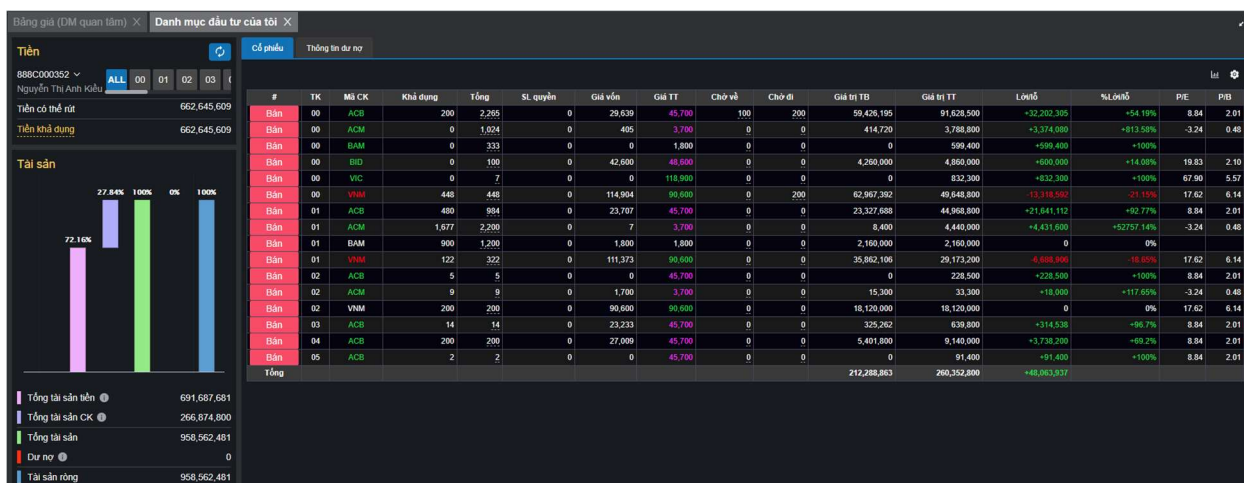 Bảng giá (DM quan tâm) X Danh mục đầu tư của tôi X
Tiền
888C000352
Nguyễn Thị Anh Kiều
ALL 00 01 02 03
Tiền có thể rút 662,645,609
Tiền khả dụng 662,645,609
Tài sản
27.84% 100% 0% 100%
72.16%
Tổng tài sản tiền 691,687,681
Tổng tài sản CK 266,874,800
Tổng tài sản 958,562,481
Dư nợ 0
Tài sản ròng 958,562,481
Cổ phiếu Thông tin dư nợ
# TK Mã CK Khả dụng Tổng SL quyền Giá vốn Giá TT Chờ về Chờ đi Giá trị TB Giá trị TT Lời/lỗ %Lời/lỗ P/E P/B
Bán 00 ACB 200 2,265 0 29,639 45,700 100 200 59,426,195 91,628,500 +32,202,305 +54.19% 8.84 2.01
Bán 00 ACM 0 1,024 0 405 3,700 0 0 414,720 3,788,800 +3,374,080 +813.58% -3.24 0.48
Bán 00 BAM 0 333 0 0 1,800 0 0 0 599,400 +599,400 +100%
Bán 00 BID 0 100 0 42,600 48,600 0 0 4,260,000 4,860,000 +600,000 +14.08% 19.83 2.10
Bán 00 VIC 0 7 0 0 118,900 0 0 0 832,300 +832,300 +100% 67.90 5.57
Bán 00 VNM 448 448 0 114,904 90,600 0 200 62,967,392 49,648,800 -13,318,592 -21.15% 17.62 6.14
Bán 01 ACB 480 984 0 23,707 45,700 0 0 23,327,688 44,968,800 +21,641,112 +92.77% 8.84 2.01
Bán 01 ACM 1,677 2,200 0 7 3,700 0 0 8,400 4,440,000 +4,431,600 +52757.14% -3.24 0.48
Bán 01 BAM 900 1,200 0 1,800 1,800 0 0 2,160,000 2,160,000 0 0%
Bán 01 VNM 122 322 0 111,373 90,600 0 0 35,862,106 29,173,200 -6,688,906 -18.65% 17.62 6.14
Bán 02 ACB 5 5 0 0 45,700 0 0 0 228,500 +228,500 +100% 8.84 2.01
Bán 02 ACM 9 9 0 1,700 3,700 0 0 15,300 33,300 +18,000 +117.65% -3.24 0.48
Bán 02 VNM 200 200 0 90,600 90,600 0 0 18,120,000 18,120,000 0 0% 17.62 6.14
Bán 03 ACB 14 14 0 23,233 45,700 0 0 325,262 639,800 +314,538 +96.7% 8.84 2.01
Bán 04 ACB 200 200 0 27,009 45,700 0 0 5,401,800 9,140,000 +3,738,200 +69.2% 8.84 2.01
Bán 05 ACB 2 2 0 0 45,700 0 0 0 91,400 +91,400 +100% 8.84 2.01
Tổng 212,288,863 260,352,800 +48,063,937